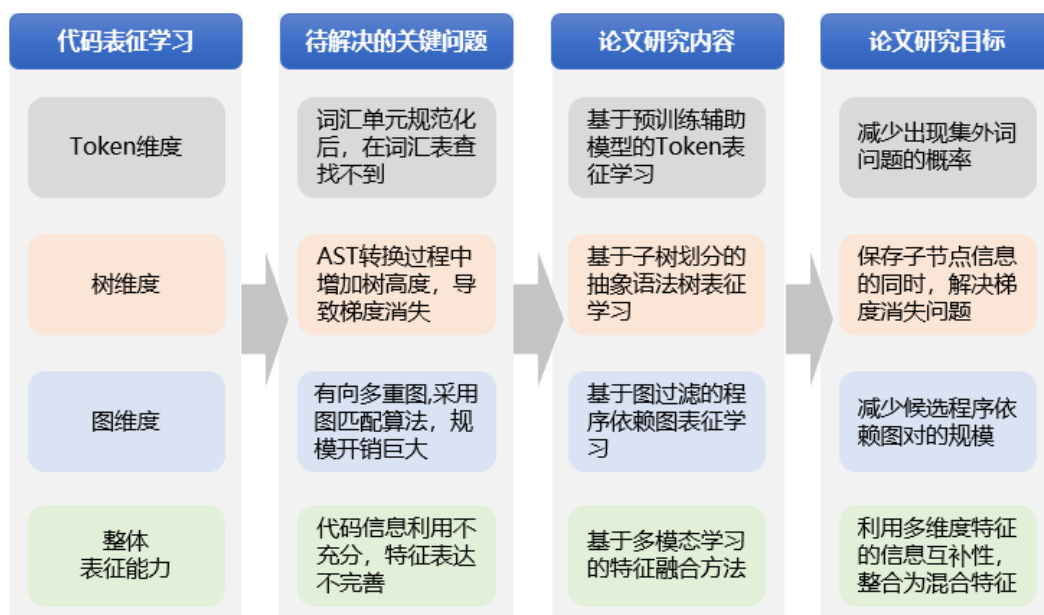 代码表征学习
待解决的关键问题
论文研究内容
论文研究目标
Token维度
词汇单元规范化
后，在词汇表查
找不到
基于预训练辅助
模型的Token表
征学习
减少出现集外词
问题的概率
树维度
AST转换过程中
增加树高度，导
致梯度消失
基于子树划分的
抽象语法树表征
学习
保存子节点信息
的同时，解决梯
度消失问题
图维度
有向多重图,采用
图匹配算法，规
模开销巨大
基于图过滤的程
序依赖图表征学
习
减少候选程序依
赖图对的规模
整体
表征能力
代码信息利用不
充分，特征表达
不完善
基于多模态学习
的特征融合方法
利用多维度特征
的信息互补性，
整合为混合特征